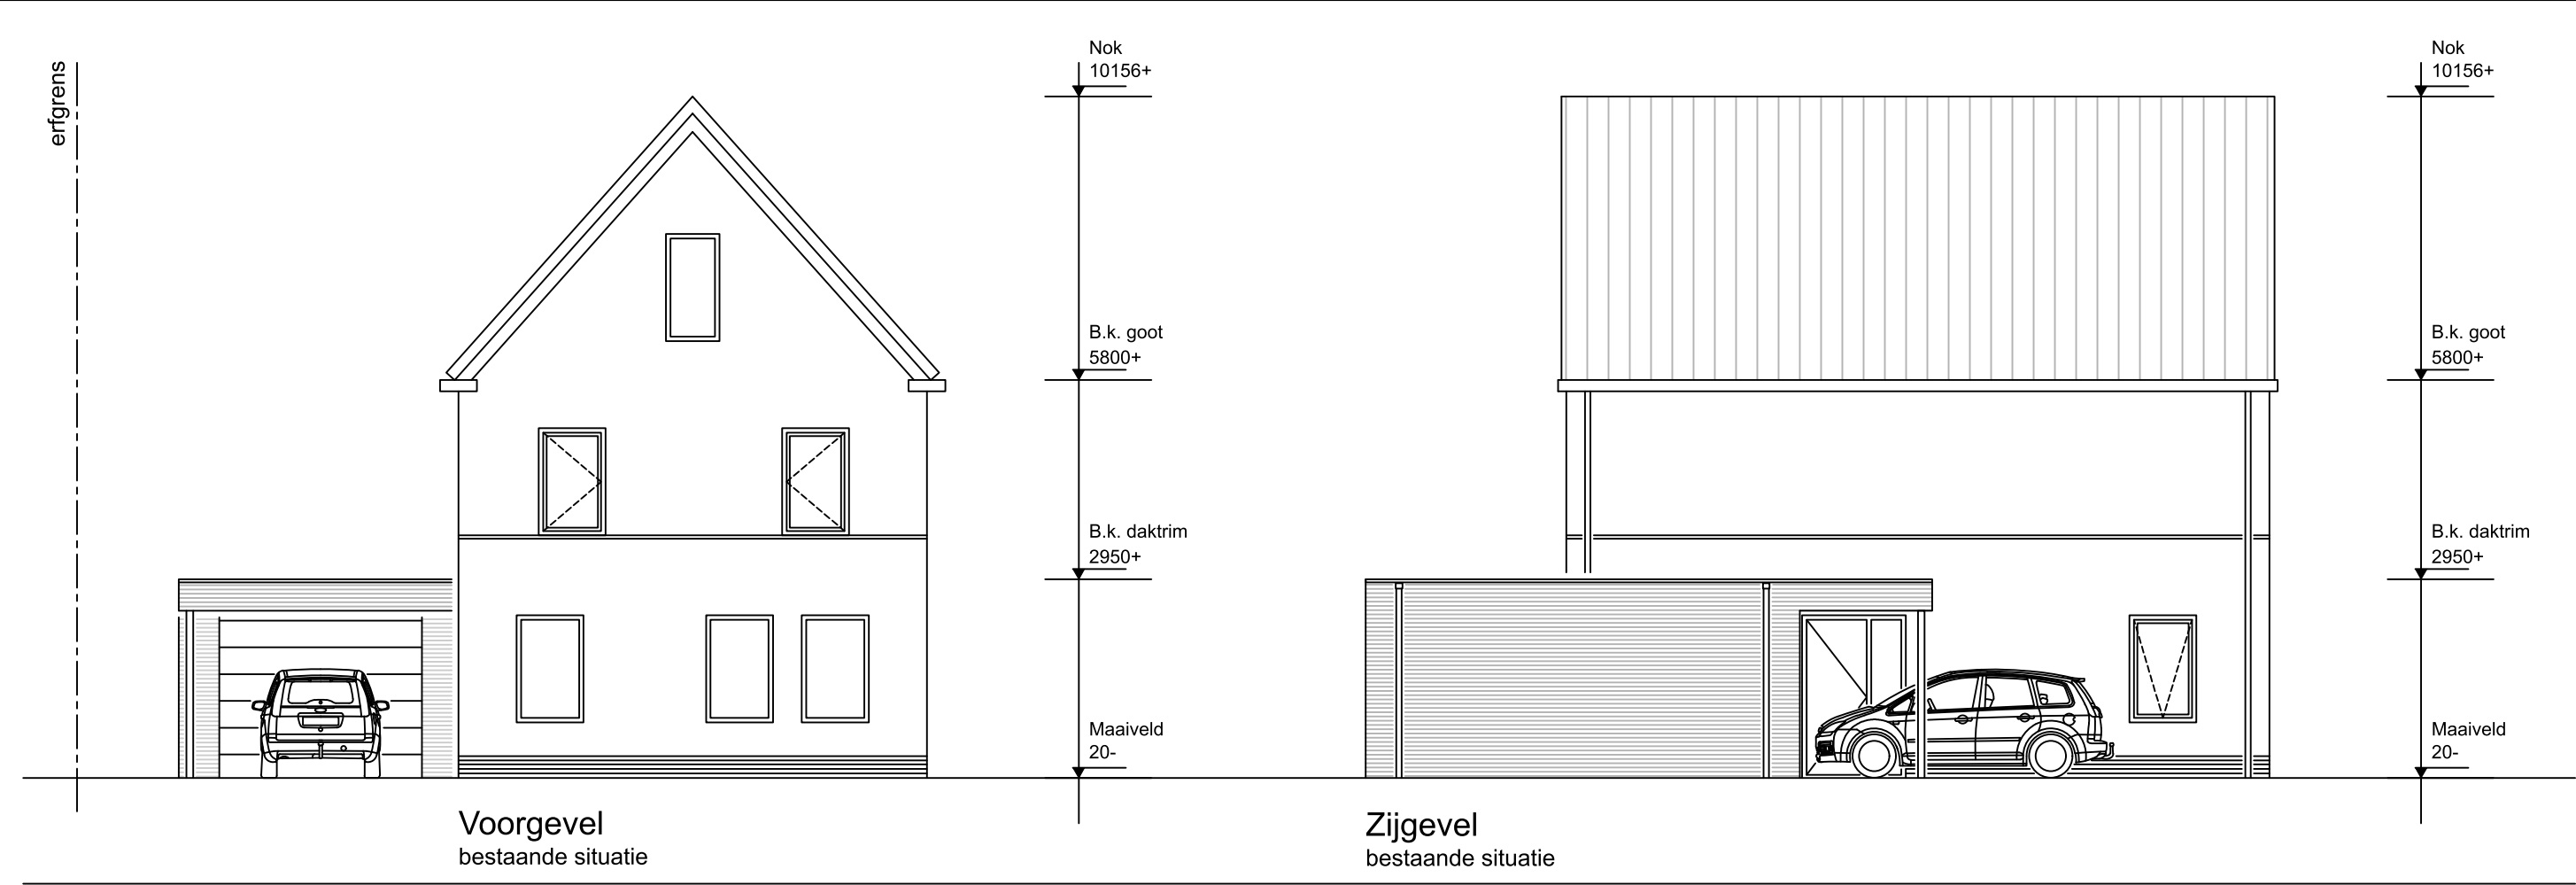 erfgrens
Nok
10156+
B.k. goot
5800+
B.k. daktrim
2950+
Maaiveld
20-
Voorgevel
bestaande situatie
Nok
10156+
B.k. goot
5800+
B.k. daktrim
2950+
Maaiveld
20-
Zijgevel
bestaande situatie